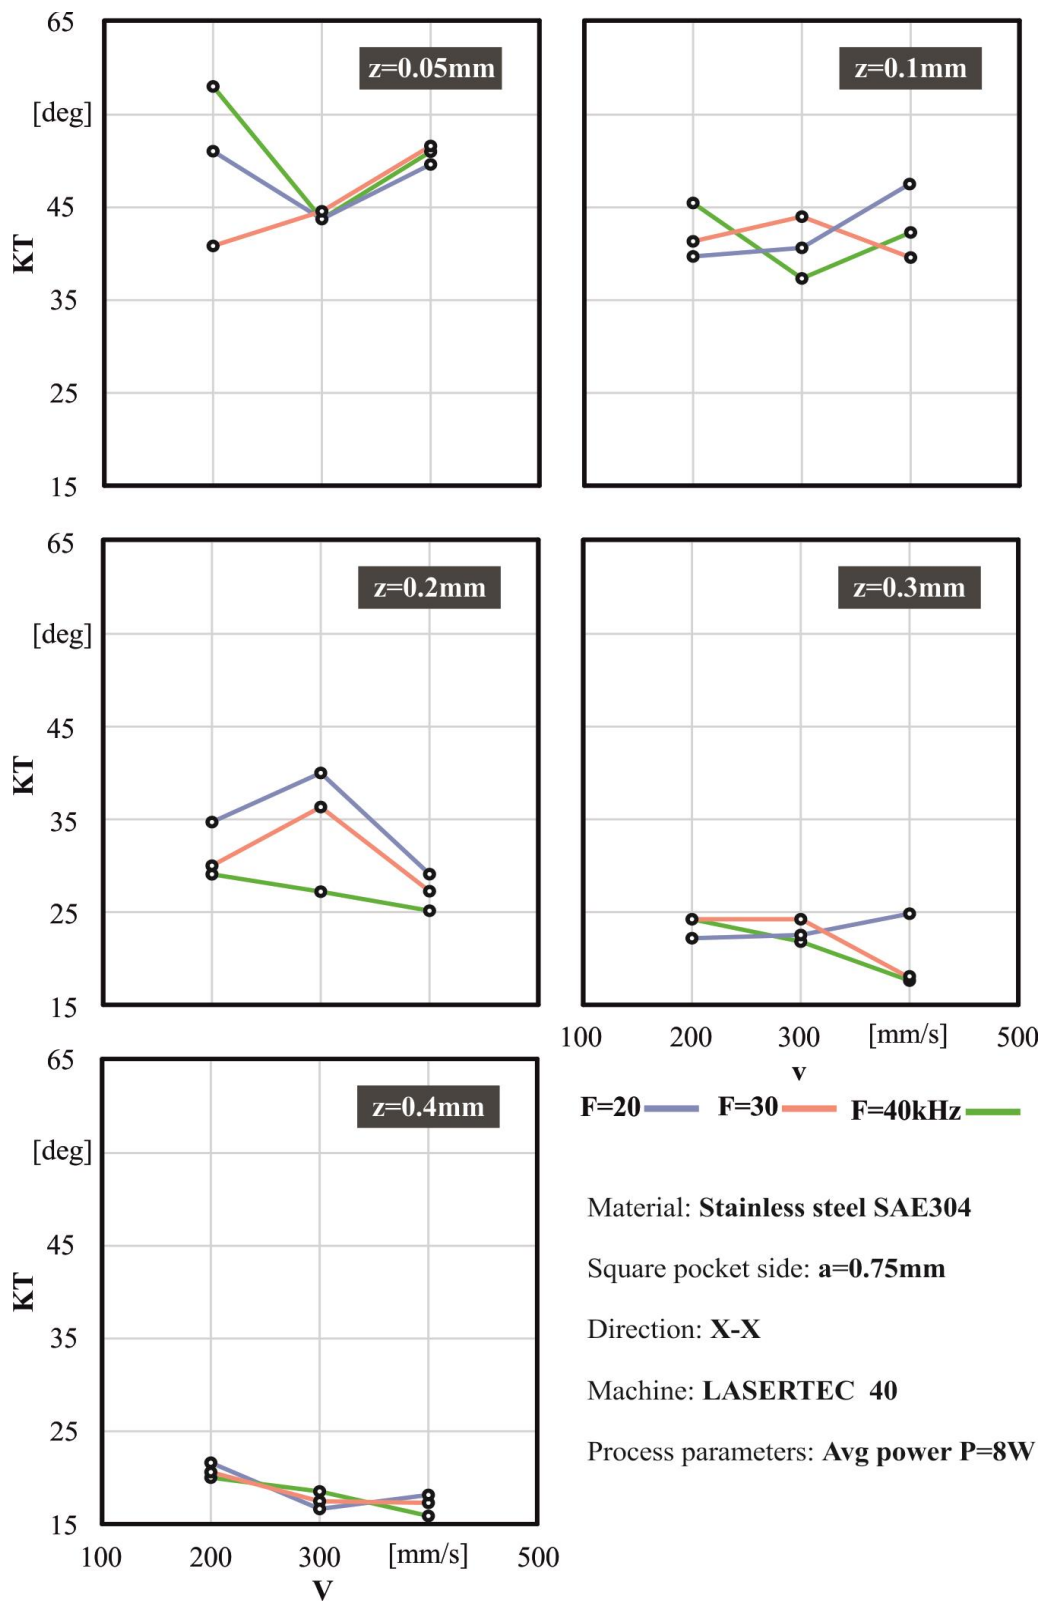 65
z=0.05mm
z=0.1mm
[deg]
45
KT
35
25
15
65
z=0.2mm
z=0.3mm
[deg]
45
KT
35
25
15
100 200 300 [mm/s] 500
v
65
z=0.4mm
F=20 F=30 F=40kHz
[deg]
45
KT
35
25
15
100 200 300 [mm/s] 500
V
Material: Stainless steel SAE304
Square pocket side: a=0.75mm
Direction: X-X
Machine: LASERTEC 40
Process parameters: Avg power P=8W